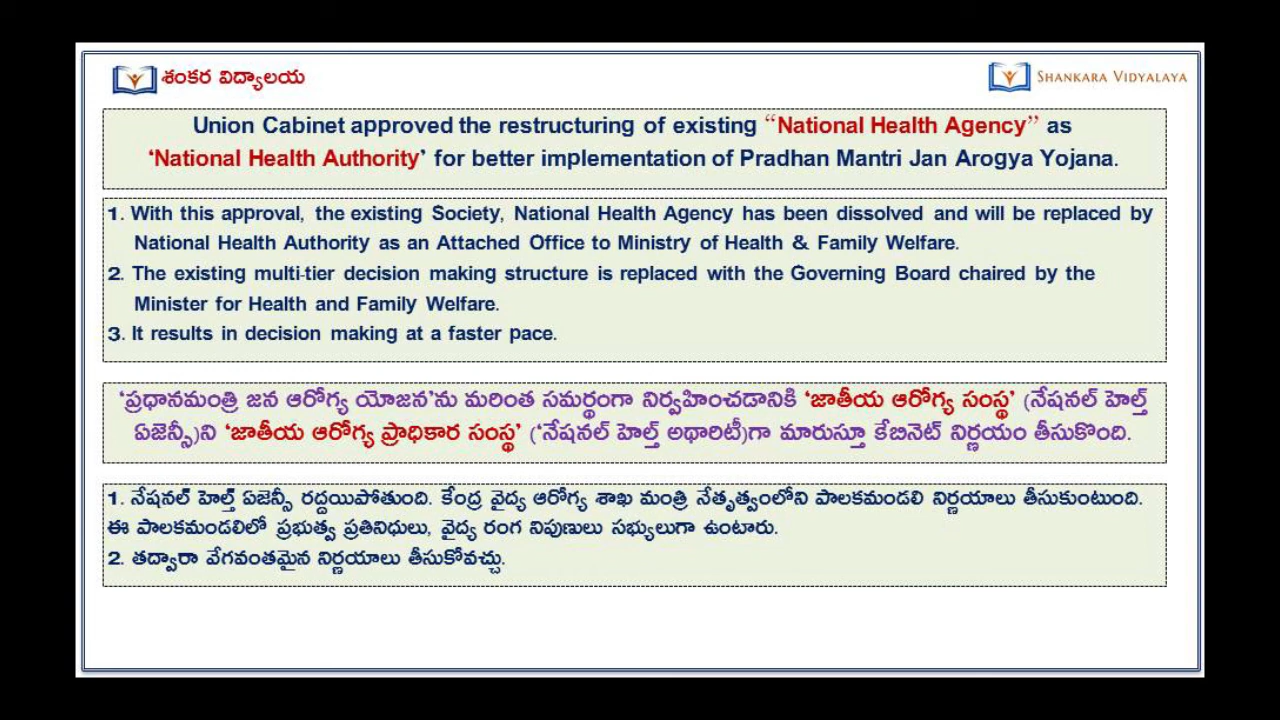 శంకర విద్యాలయ
SHANKARA VIDYALAYA
Union Cabinet approved the restructuring of existing “National Health Agency” as
‘National Health Authority’ for better implementation of Pradhan Mantri Jan Arogya Yojana.
1. With this approval, the existing Society, National Health Agency has been dissolved and will be replaced by
National Health Authority as an Attached Office to Ministry of Health & Family Welfare.
2. The existing multi-tier decision making structure is replaced with the Governing Board chaired by the
Minister for Health and Family Welfare.
3. It results in decision making at a faster pace.
‘ప్రధానమంత్రి జన ఆరోగ్య యోజన’ను మరింత సమర్థంగా నిర్వహించడానికి ‘జాతీయ ఆరోగ్య సంస్థ’ (నేషనల్ హెల్త్
ఏజెన్సీ)ని ‘జాతీయ ఆరోగ్య ప్రాధికార సంస్థ’ (‘నేషనల్ హెల్త్ అథారిటీ)గా మారుస్తూ కేబినెట్ నిర్ణయం తీసుకొంది.
1. నేషనల్ హెల్త్ ఏజెన్సీ రద్దయిపోతుంది. కేంద్ర వైద్య ఆరోగ్య శాఖ మంత్రి నేతృత్వంలోని పాలకమండలి నిర్ణయాలు తీసుకుంటుంది.
ఈ పాలకమండలిలో ప్రభుత్వ ప్రతినిధులు, వైద్య రంగ నిపుణులు సభ్యులుగా ఉంటారు.
2. తద్వారా వేగవంతమైన నిర్ణయాలు తీసుకోవచ్చు.